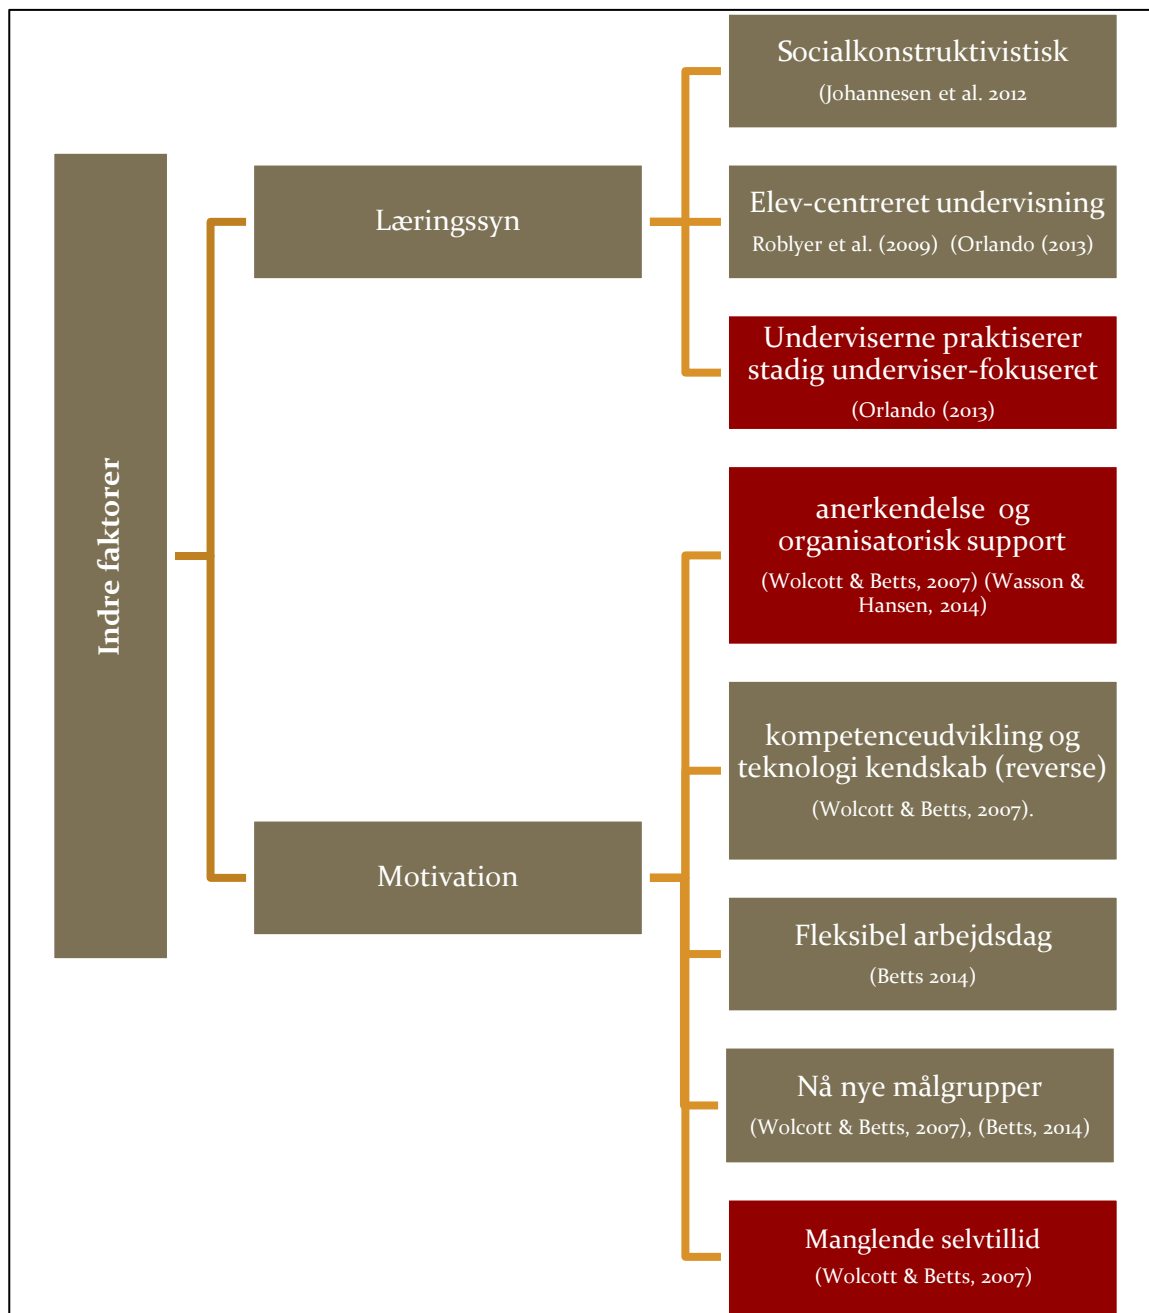 Indre faktorer
Læringssyn
Socialkonstruktivistisk
(Johannesen et al. 2012
Elev-centreret undervisning
Roblyer et al. (2009)  (Orlando (2013)
Underviserne praktiserer
stadig underviser-fokuseret
(Orlando (2013)
Motivation
anerkendelse  og
organisatorisk support
(Wolcott & Betts, 2007) (Wasson &
Hansen, 2014)
kompetenceudvikling og
teknologi kendskab (reverse)
(Wolcott & Betts, 2007).
Fleksibel arbejdsdag
(Betts 2014)
Nå nye målgrupper
(Wolcott & Betts, 2007), (Betts, 2014)
Manglende selvtillid
(Wolcott & Betts, 2007)